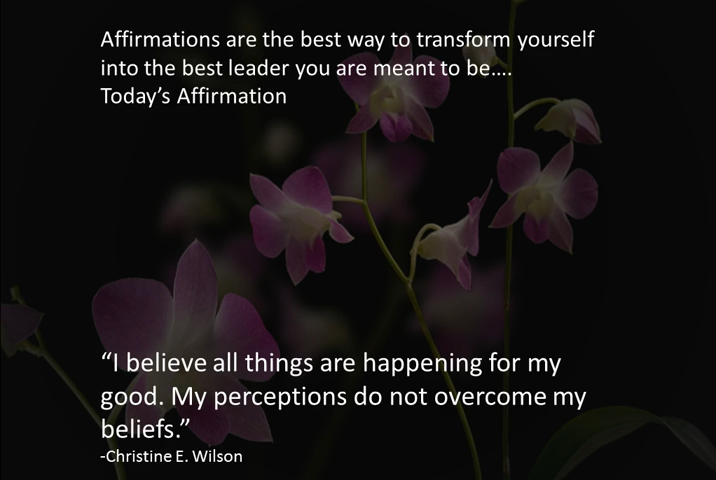 Affirmations are the best way to transform yourself
into the best leader you are meant to be....
Today’s Affirmation
“I believe all things are happening for my
good. My perceptions do not overcome my
beliefs.”
-Christine E. Wilson